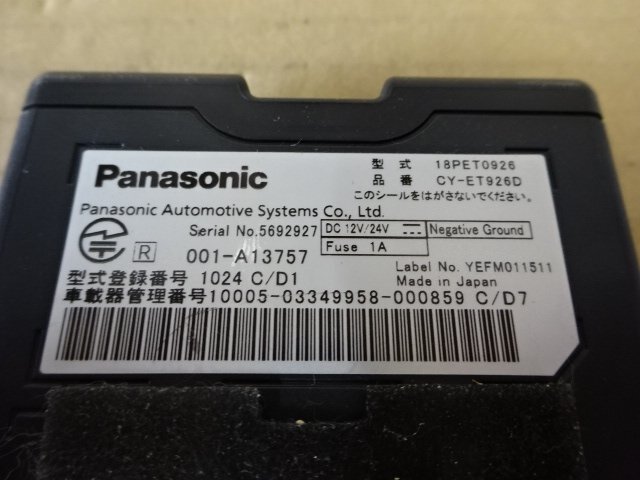 Panasonic
型式 18PET0926
品番 CY-ET926D
このシールをはがさないでください。
Panasonic Automotive Systems Co., Ltd.
Serial No.5692927
DC 12V/24V
Negative Ground
Fuse 1A
R 001-A13757
Label No. YEFM011511
型式登録番号 1024 C/D1
Made in Japan
車載器管理番号10005-03349958-000859 C/D7